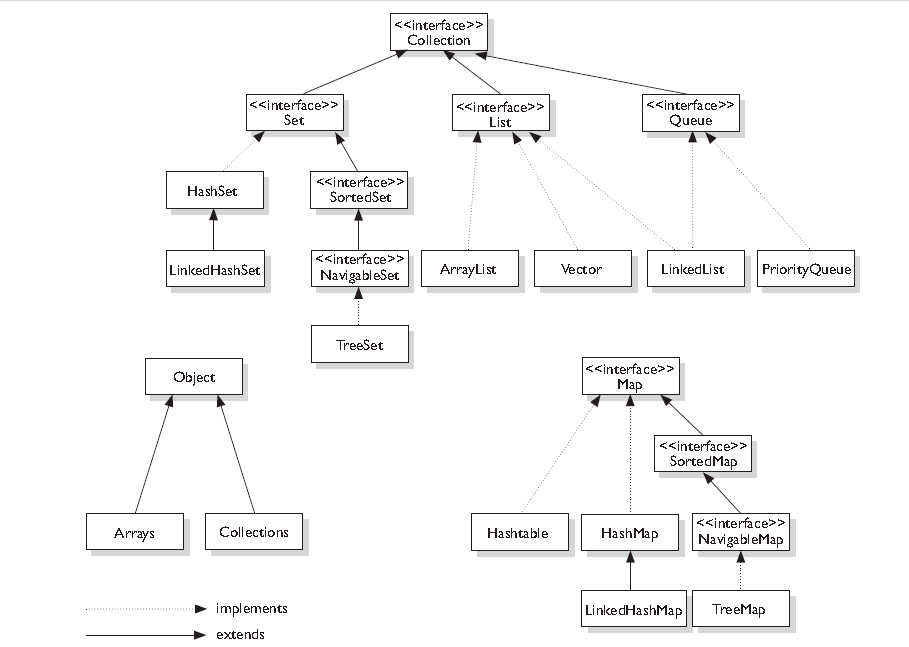 <<interface>>
Collection
<<interface>>
Set
<<interface>>
List
<<interface>>
Queue
HashSet
<<interface>>
SortedSet
LinkedHashSet
<<interface>>
NavigableSet
ArrayList
Vector
LinkedList
PriorityQueue
TreeSet
Object
<<interface>>
Map
<<interface>>
SortedMap
Arrays
Collections
Hashtable
HashMap
<<interface>>
NavigableMap
LinkedHashMap
TreeMap
implements
extends